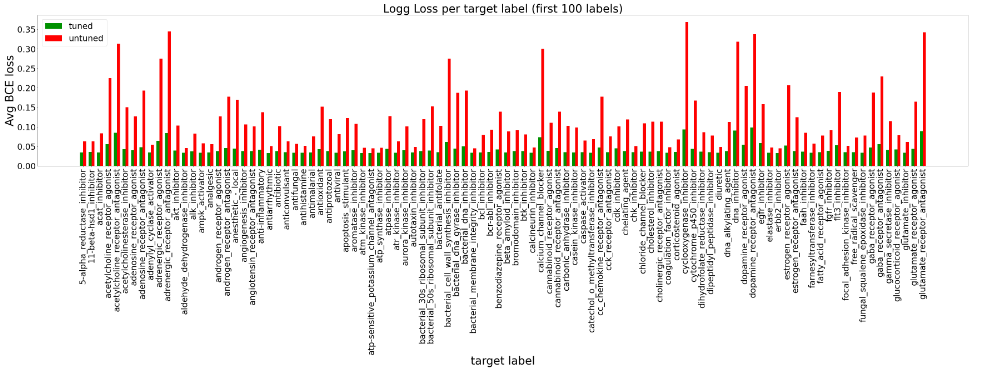 Logg Loss per target label (first 100 labels)
tuned
untuned
Avg BCE loss
0.35
0.30
0.25
0.20
0.15
0.10
0.05
0.00
5-alpha_reductase_inhibitor
11-beta-hsd1_inhibitor
acat_inhibitor
acetylcholine_receptor_agonist
acetylcholine_receptor_antagonist
acetylcholinesterase_inhibitor
adenosine_receptor_agonist
adenosine_receptor_antagonist
adenylyl_cyclase_activator
adrenergic_receptor_agonist
adrenergic_receptor_antagonist
akt_inhibitor
aldehyde_dehydrogenase_inhibitor
alk_inhibitor
ampk_activator
analgesic
androgen_receptor_agonist
androgen_receptor_antagonist
anesthetic_-_local
angiogenesis_inhibitor
angiotensin_receptor_antagonist
anti-inflammatory
antiarrhythmic
antibiotic
anticonvulsant
antifungal
antihistamine
antimalarial
antioxidant
antiprotozoal
antiviral
apoptosis_stimulant
aromatase_inhibitor
atm_kinase_inhibitor
atp-sensitive_potassium_channel_antagonist
atp_synthase_inhibitor
atpase_inhibitor
atr_kinase_inhibitor
aurora_kinase_inhibitor
autotaxin_inhibitor
bacterial_30s_ribosomal_subunit_inhibitor
bacterial_50s_ribosomal_subunit_inhibitor
bacterial_antifolate
bacterial_cell_wall_synthesis_inhibitor
bacterial_dna_gyrase_inhibitor
bacterial_dna_inhibitor
bacterial_membrane_integrity_inhibitor
bcl_inhibitor
bcr-abl_inhibitor
benzodiazepine_receptor_agonist
beta_amyloid_inhibitor
bromodomain_inhibitor
btk_inhibitor
calcineurin_inhibitor
calcium_channel_blocker
cannabinoid_receptor_agonist
cannabinoid_receptor_antagonist
carbonic_anhydrase_inhibitor
casein_kinase_inhibitor
caspase_activator
catechol_o_methyltransferase_inhibitor
cc_chemokine_receptor_antagonist
cck_receptor_antagonist
cdk_inhibitor
chelating_agent
chk_inhibitor
chloride_channel_blocker
cholesterol_inhibitor
cholinergic_receptor_antagonist
coagulation_factor_inhibitor
corticosteroid_agonist
cyclooxygenase_inhibitor
cytochrome_p450_inhibitor
dihydrofolate_reductase_inhibitor
dipeptidyl_peptidase_inhibitor
diuretic
dna_alkylating_agent
dna_inhibitor
dopamine_receptor_agonist
dopamine_receptor_antagonist
egfr_inhibitor
elastase_inhibitor
erbb2_inhibitor
estrogen_receptor_agonist
estrogen_receptor_antagonist
faah_inhibitor
farnesyltransferase_inhibitor
fatty_acid_receptor_agonist
fgfr_inhibitor
flt3_inhibitor
focal_adhesion_kinase_inhibitor
free_radical_scavenger
fungal_squalene_epoxidase_inhibitor
gaba_receptor_agonist
gaba_receptor_antagonist
gamma_secretase_inhibitor
glucocorticoid_receptor_agonist
glutamate_inhibitor
glutamate_receptor_agonist
glutamate_receptor_antagonist
target label